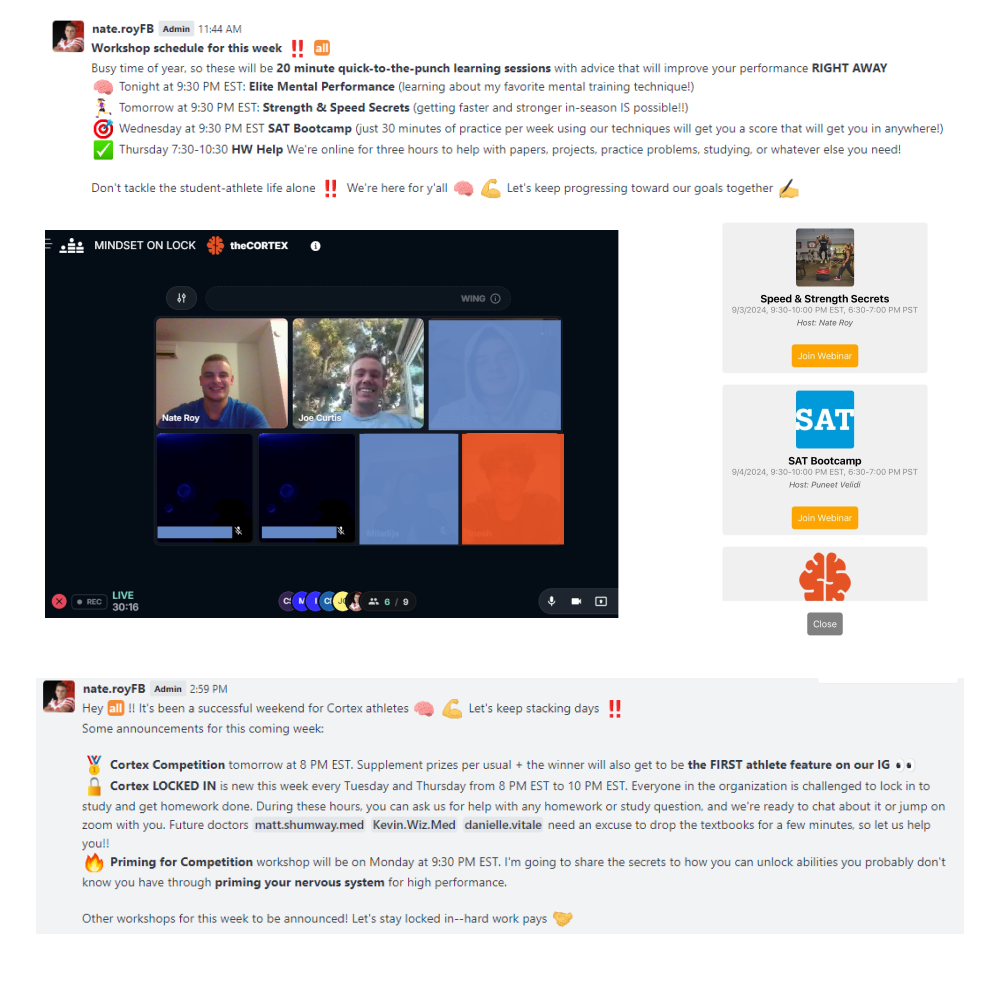 nate.royFB Admin 11:44 AM
Workshop schedule for this week ‼️ all
Busy time of year, so these will be 20 minute quick-to-the-punch learning sessions with advice that will improve your performance RIGHT AWAY
🧠 Tonight at 9:30 PM EST: Elite Mental Performance (learning about my favorite mental training technique!)
🏃‍♀️ Tomorrow at 9:30 PM EST: Strength & Speed Secrets (getting faster and stronger in-season IS possible!!)
🎯 Wednesday at 9:30 PM EST SAT Bootcamp (just 30 minutes of practice per week using our techniques will get you a score that will get you in anywhere!)
✅ Thursday 7:30-10:30 HW Help We're online for three hours to help with papers, projects, practice problems, studying, or whatever else you need!
Don't tackle the student-athlete life alone ‼️ We're here for y'all 🧠 💪 Let's keep progressing toward our goals together ✍️
MINDSET ON LOCK theCORTEX
WING
Nate Roy
Joe Curtis
REC
LIVE
30:16
6 / 9
Speed & Strength Secrets
9/3/2024, 9:30-10:00 PM EST, 6:30-7:00 PM PST
Host: Nate Roy
Join Webinar
SAT
SAT Bootcamp
9/4/2024, 9:30-10:00 PM EST, 6:30-7:00 PM PST
Host: Puneet Velidi
Join Webinar
Close
nate.royFB Admin 2:59 PM
Hey all !! It's been a successful weekend for Cortex athletes 🧠 💪 Let's keep stacking days ‼️
Some announcements for this coming week:
🏅 Cortex Competition tomorrow at 8 PM EST. Supplement prizes per usual + the winner will also get to be the FIRST athlete feature on our IG 👀
🔒 Cortex LOCKED IN is new this week every Tuesday and Thursday from 8 PM EST to 10 PM EST. Everyone in the organization is challenged to lock in to
study and get homework done. During these hours, you can ask us for help with any homework or study question, and we're ready to chat about it or jump on
zoom with you. Future doctors matt.shumway.med Kevin.Wiz.Med danielle.vitale need an excuse to drop the textbooks for a few minutes, so let us help
you!!
🔥 Priming for Competition workshop will be on Monday at 9:30 PM EST. I'm going to share the secrets to how you can unlock abilities you probably don't
know you have through priming your nervous system for high performance.
Other workshops for this week to be announced! Let's stay locked in--hard work pays 🤝